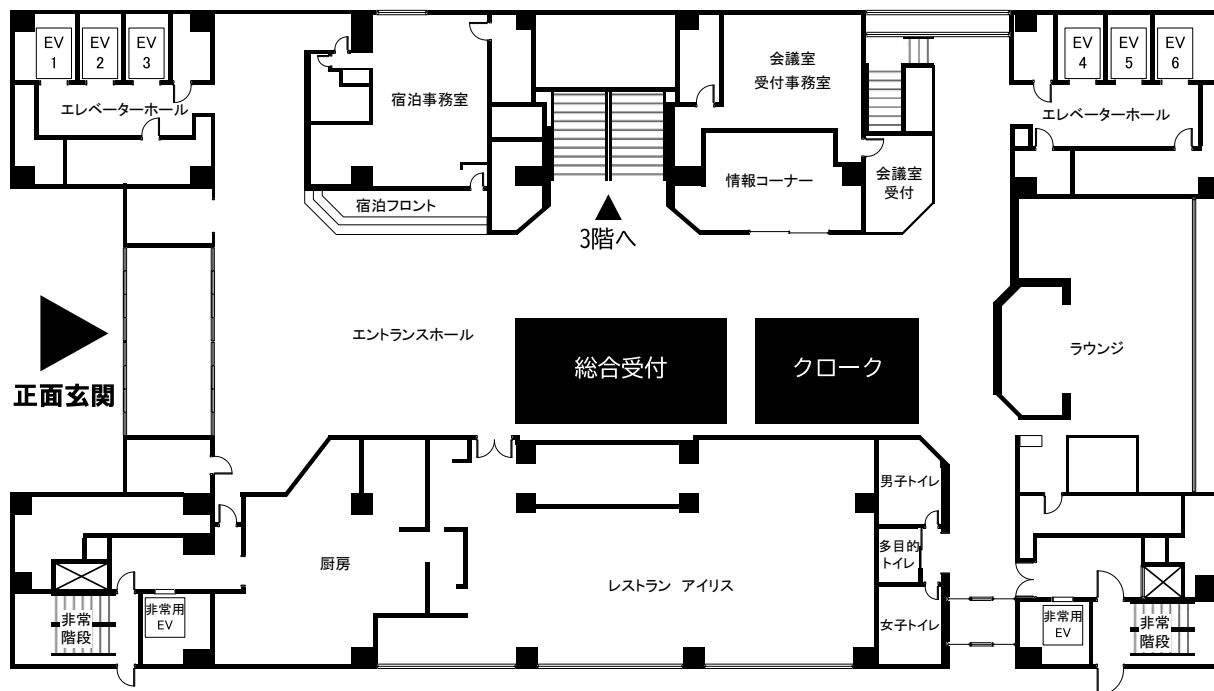 EV
1
EV
2
EV
3
エレベーターホール
宿泊事務室
会議室
受付事務室
EV
4
EV
5
EV
6
エレベーターホール
宿泊フロント
3階へ
情報コーナー
会議室
受付
正面玄関
エントランスホール
総合受付
クローク
ラウンジ
厨房
レストラン アイリス
男子トイレ
多目的
トイレ
女子トイレ
非常
階段
非常用
EV
非常用
EV
非常
階段